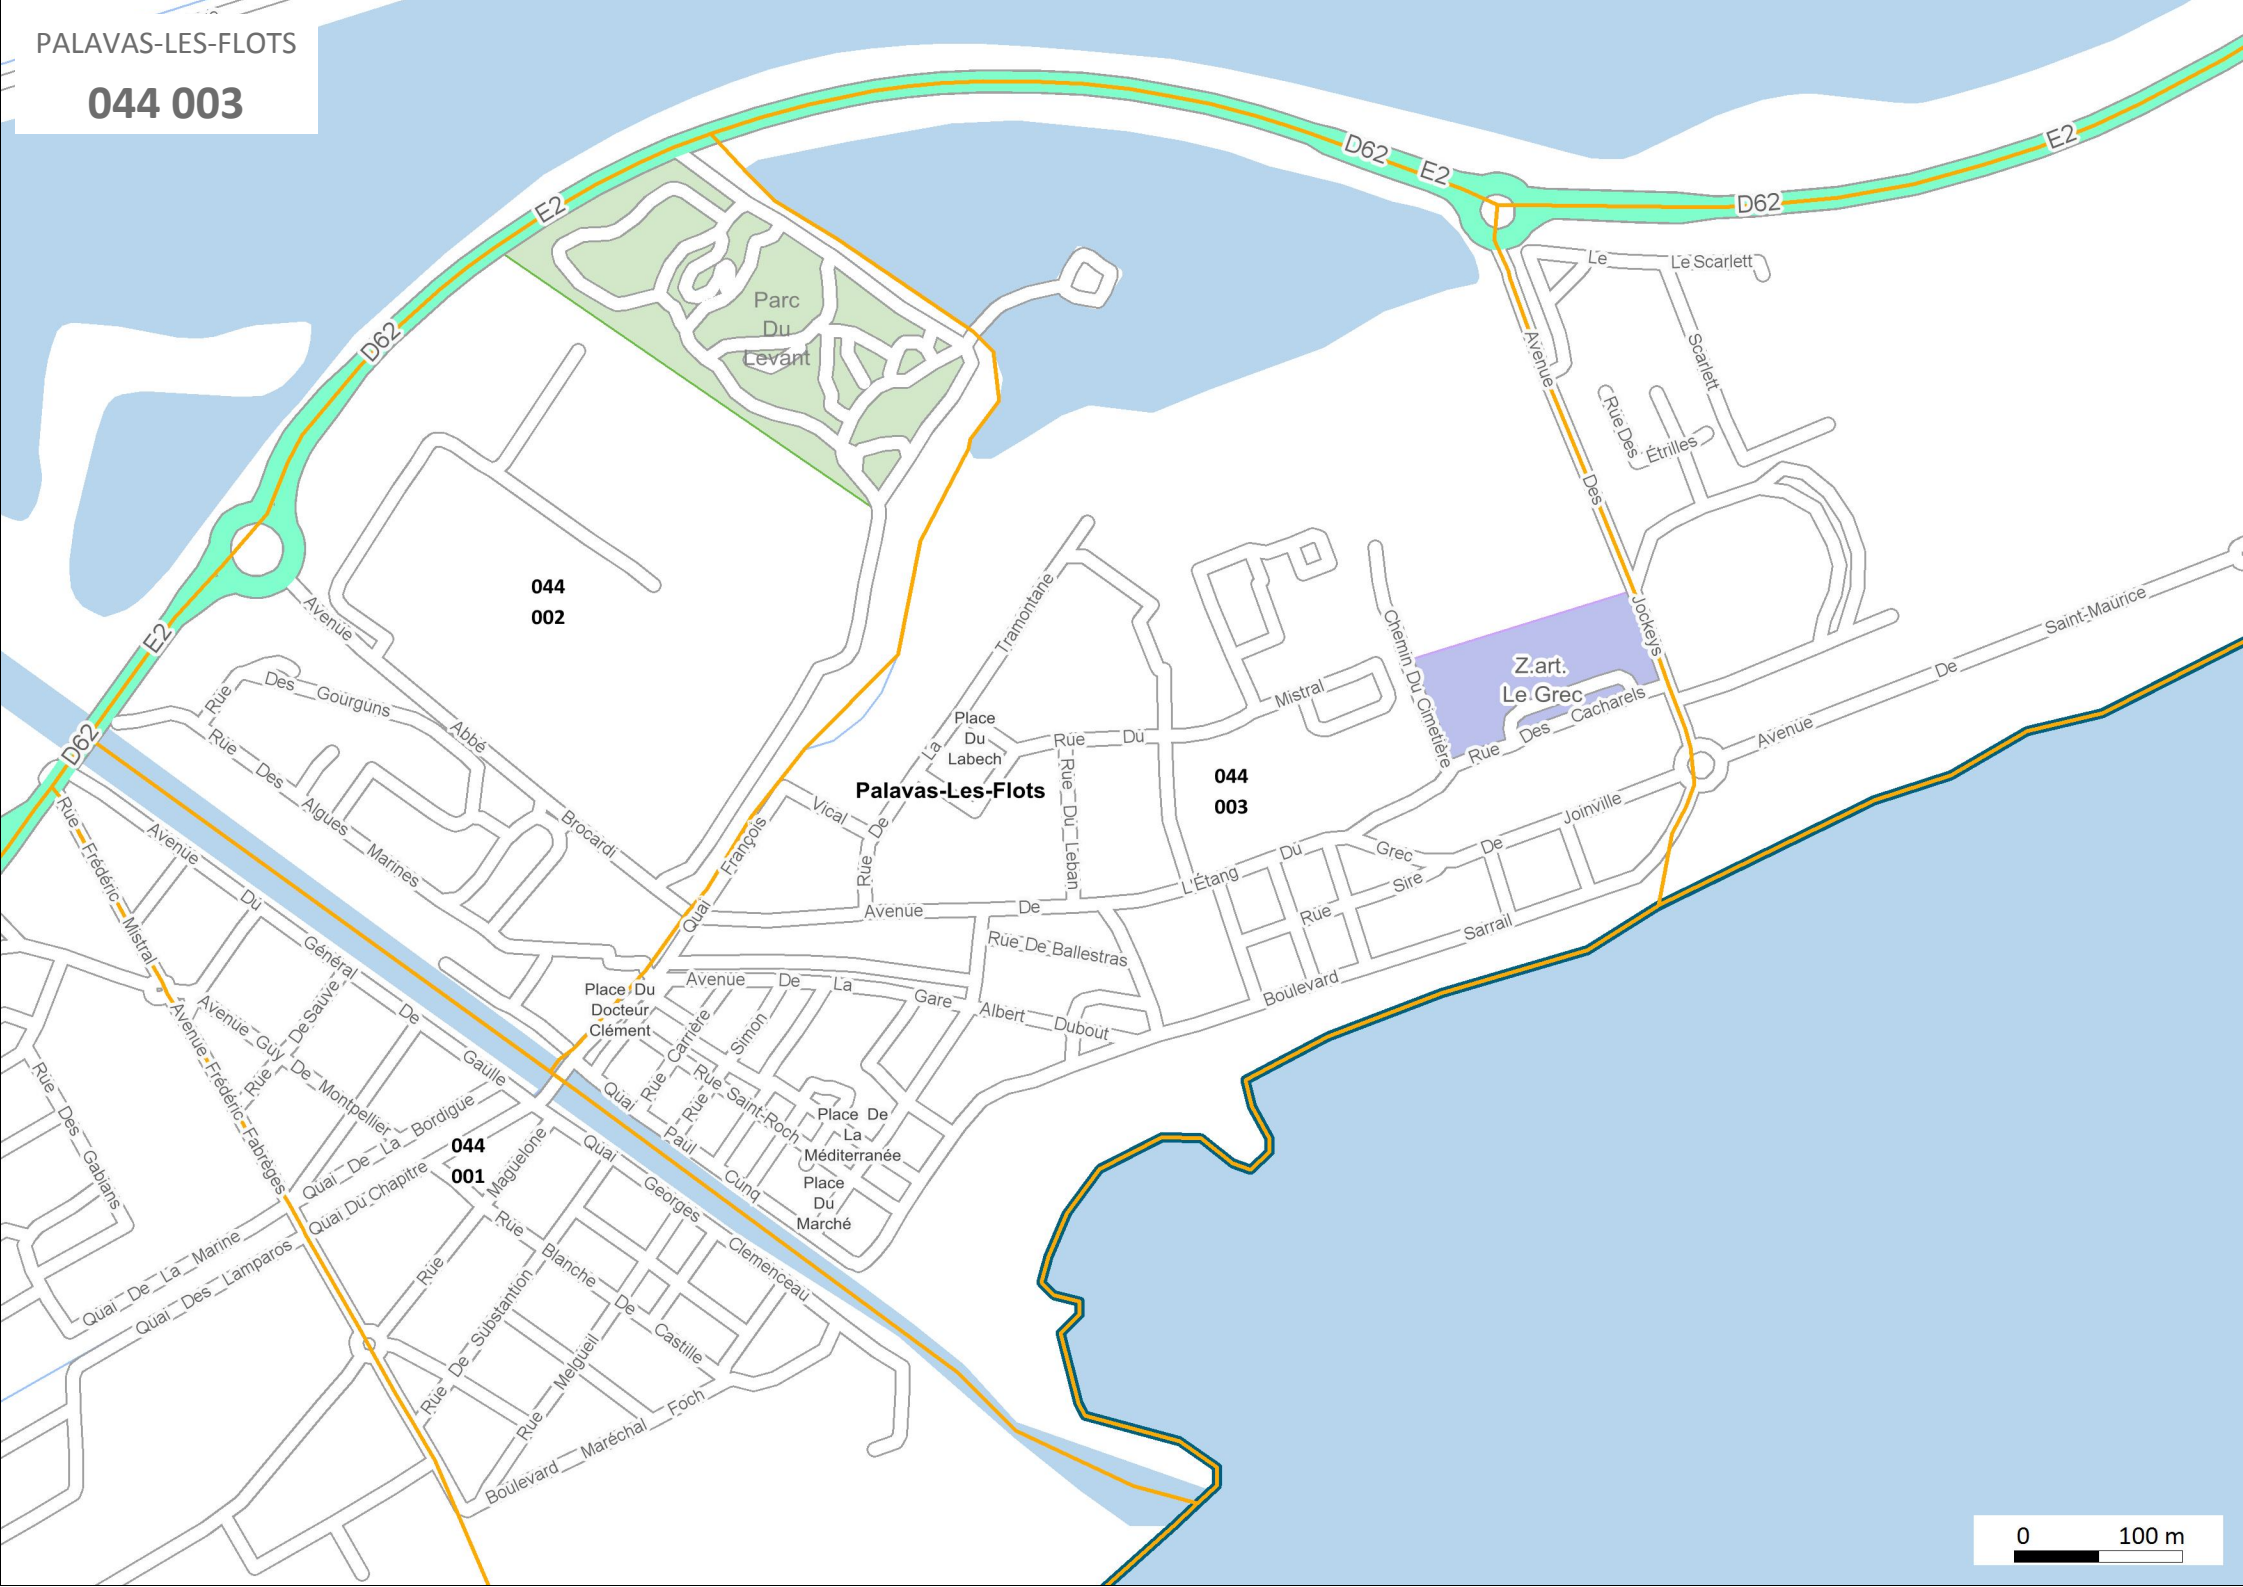 PALAVAS-LES-FLOTS
044 003
D62
E2
E2
D62
E2
D62
E2
D62
Le
Le Scarlett
Scarlett
Parc
Du
Levant
Avenue
Des
Jockeys
Rue Des
Étrilles
044
002
Avenue
Abbé
Brocardi
Rue
Des
Gourguns
Rue
Des
Algues
Marines
Tramontane
La
De
Rue
Place
Du
Labech
Vical
Palavas-Les-Flots
Rue
Du
Mistral
Rue Du Leban
044
003
Chemin Du Cimetière
Z.art.
Le Grec
Rue
Des
Cacharels
Avenue
De
Saint-Maurice
Quai
François
Avenue
De
L'Étang
Du
Grec
Rue
Sire
De
Joinville
Boulevard
Sarrail
Rue De Ballestras
Rue
Frédéric
Mistral
Avenue
Du
Général
De
Gaulle
Avenue
Frédéric
Fabrèges
Avenue
Guy
De
Montpellier
Rue
De Sauve
Place Du
Docteur
Clément
Avenue
De
La
Gare
Albert
Dubout
Rue
Carrière
Rue
Simon
Rue
Saint-Roch
Quai
Paul
Cunq
Place De
La
Méditerranée
Place
Du
Marché
Rue
Des
Gabians
Quai
De
La
Bordigue
Quai Du Chapitre
044
001
Rue
Maguelone
Quai
Georges
Clemenceau
Quai
De
La
Marine
Quai
Des
Lamparos
Rue
Blanche
De
Castille
Rue
De
Substantion
Rue
Melgueil
Boulevard
Maréchal
Foch
0
100 m